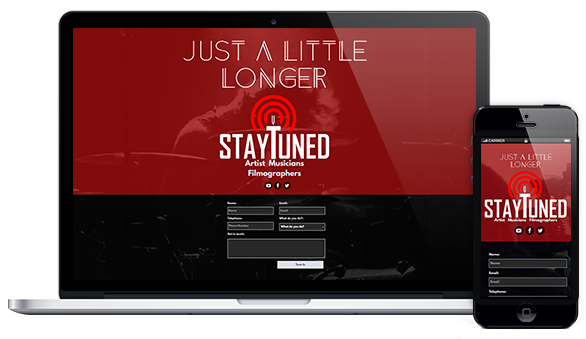 JUST A LITTLE
LONGER
STAYTUNED
Artist Musicians
Filmographers
Name:
Email:
Name
Email
Telephone:
What do you do?
Phone Number
What do you do?
Get in touch:
CARRIER
JUST A LITTLE
LONGER
STAYTUNED
Artist Musicians Filmographers
Name:
Name
Email:
Email
Telephone: